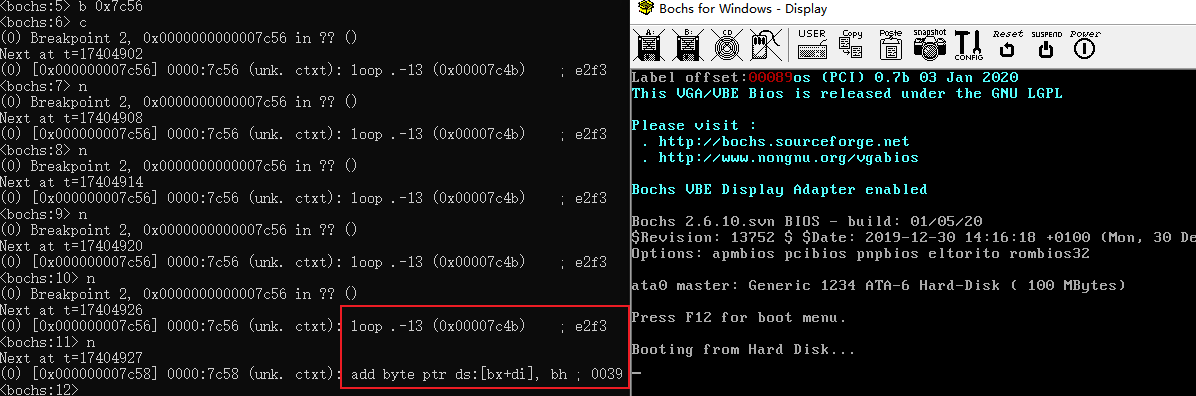 <bochs:5> b 0x7c56
<bochs:6> c
(0) Breakpoint 2, 0x0000000000007c56 in ?? ()
Next at t=17404902
(0) [0x000000007c56] 0000:7c56 (unk. ctxt): loop .-13 (0x00007c4b) ; e2f3
<bochs:7> n
(0) Breakpoint 2, 0x0000000000007c56 in ?? ()
Next at t=17404908
(0) [0x000000007c56] 0000:7c56 (unk. ctxt): loop .-13 (0x00007c4b) ; e2f3
<bochs:8> n
(0) Breakpoint 2, 0x0000000000007c56 in ?? ()
Next at t=17404914
(0) [0x000000007c56] 0000:7c56 (unk. ctxt): loop .-13 (0x00007c4b) ; e2f3
<bochs:9> n
(0) Breakpoint 2, 0x0000000000007c56 in ?? ()
Next at t=17404920
(0) [0x000000007c56] 0000:7c56 (unk. ctxt): loop .-13 (0x00007c4b) ; e2f3
<bochs:10> n
(0) Breakpoint 2, 0x0000000000007c56 in ?? ()
Next at t=17404926
(0) [0x000000007c56] 0000:7c56 (unk. ctxt): loop .-13 (0x00007c4b) ; e2f3
<bochs:11> n
Next at t=17404927
(0) [0x000000007c58] 0000:7c58 (unk. ctxt): add byte ptr ds:[bx+di], bh ; 0039
<bochs:12>
Bochs for Windows - Display
A: B: CD USER Copy Paste snapshot CONFIG Reset SUSPEND Power
Label offset:00089os (PCI) 0.7b 03 Jan 2020
This VGA/VBE Bios is released under the GNU LGPL
Please visit :
. http://bochs.sourceforge.net
. http://www.nongnu.org/vgabios
Bochs VBE Display Adapter enabled
Bochs 2.6.10.svn BIOS - build: 01/05/20
$Revision: 13752 $ $Date: 2019-12-30 14:16:18 +0100 (Mon, 30 De
Options: apmbios pcibios pnpbios eltorito rombios32
ata0 master: Generic 1234 ATA-6 Hard-Disk ( 100 MBytes)
Press F12 for boot menu.
Booting from Hard Disk...